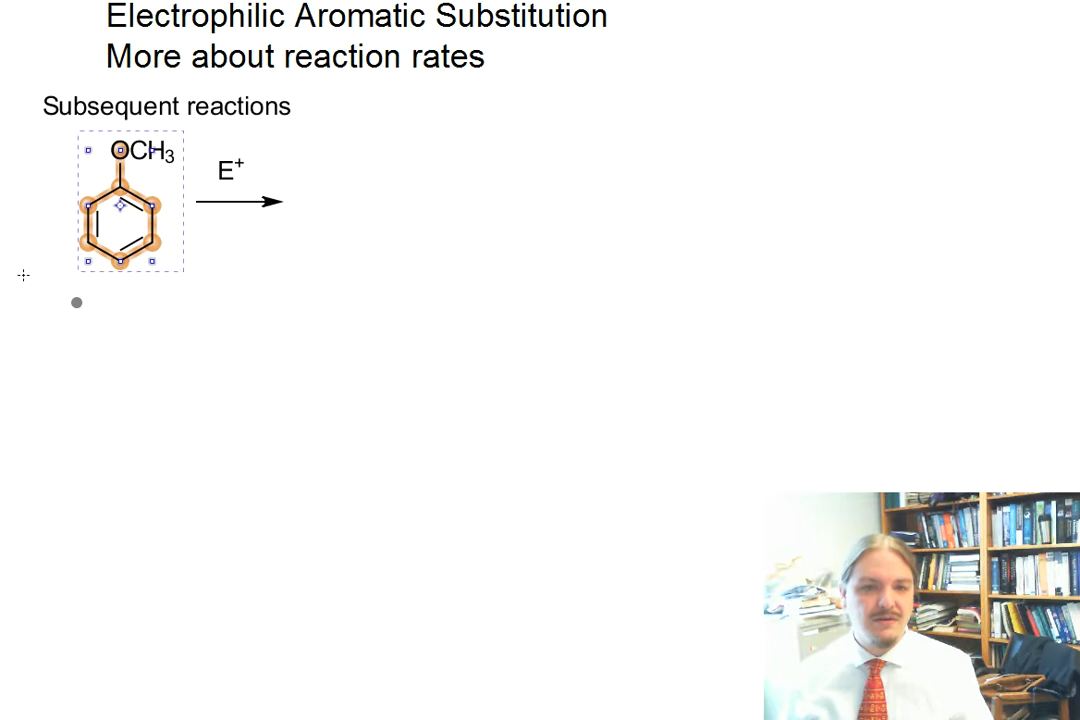 Electrophilic Aromatic Substitution
More about reaction rates
Subsequent reactions
OCH₃
E⁺